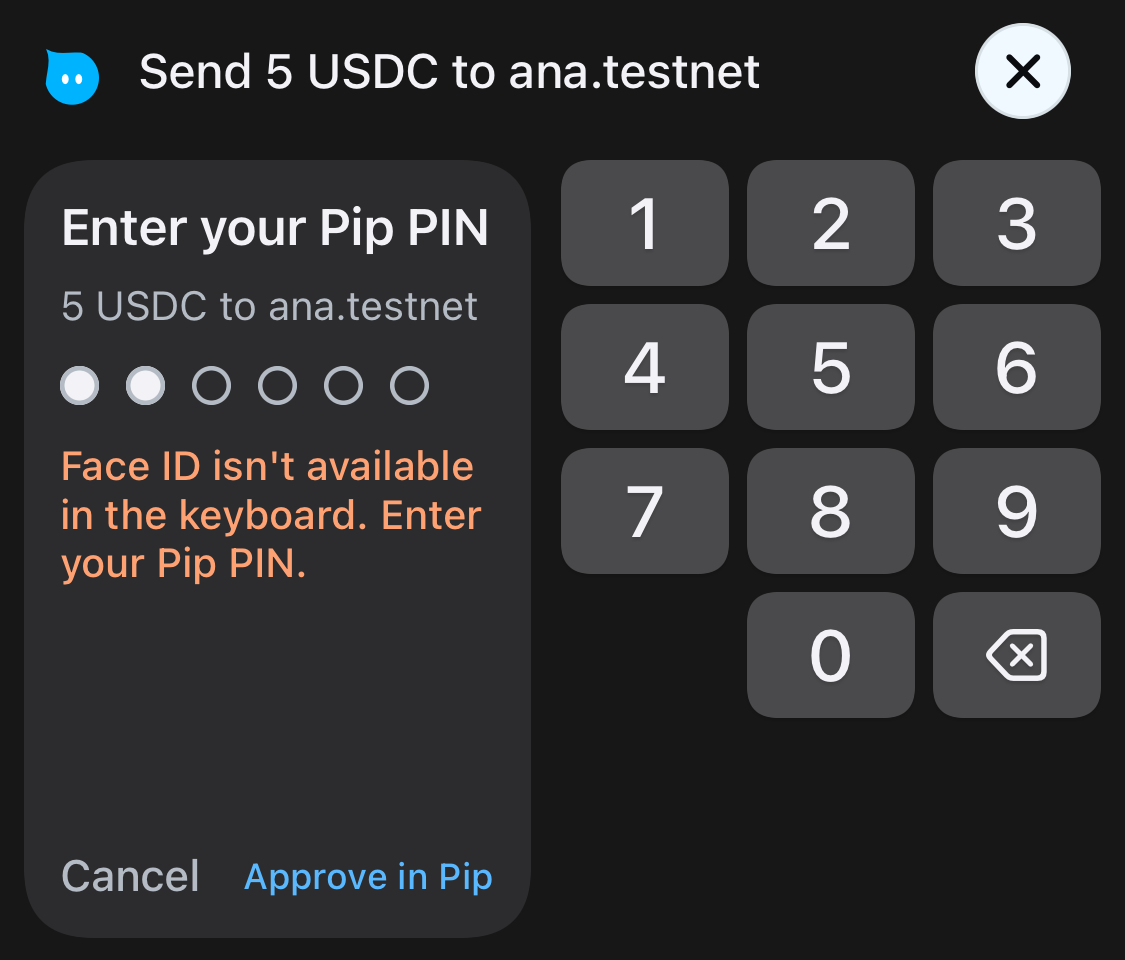 Send 5 USDC to ana.testnet
Enter your Pip PIN
5 USDC to ana.testnet
Face ID isn't available
in the keyboard. Enter
your Pip PIN.
Cancel Approve in Pip
1 2 3
4 5 6
7 8 9
0